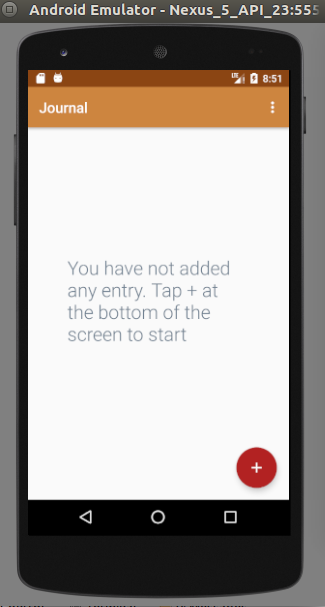 Android Emulator - Nexus_5_API_23:555
LTE 8:51
Journal
You have not added
any entry. Tap + at
the bottom of the
screen to start
+